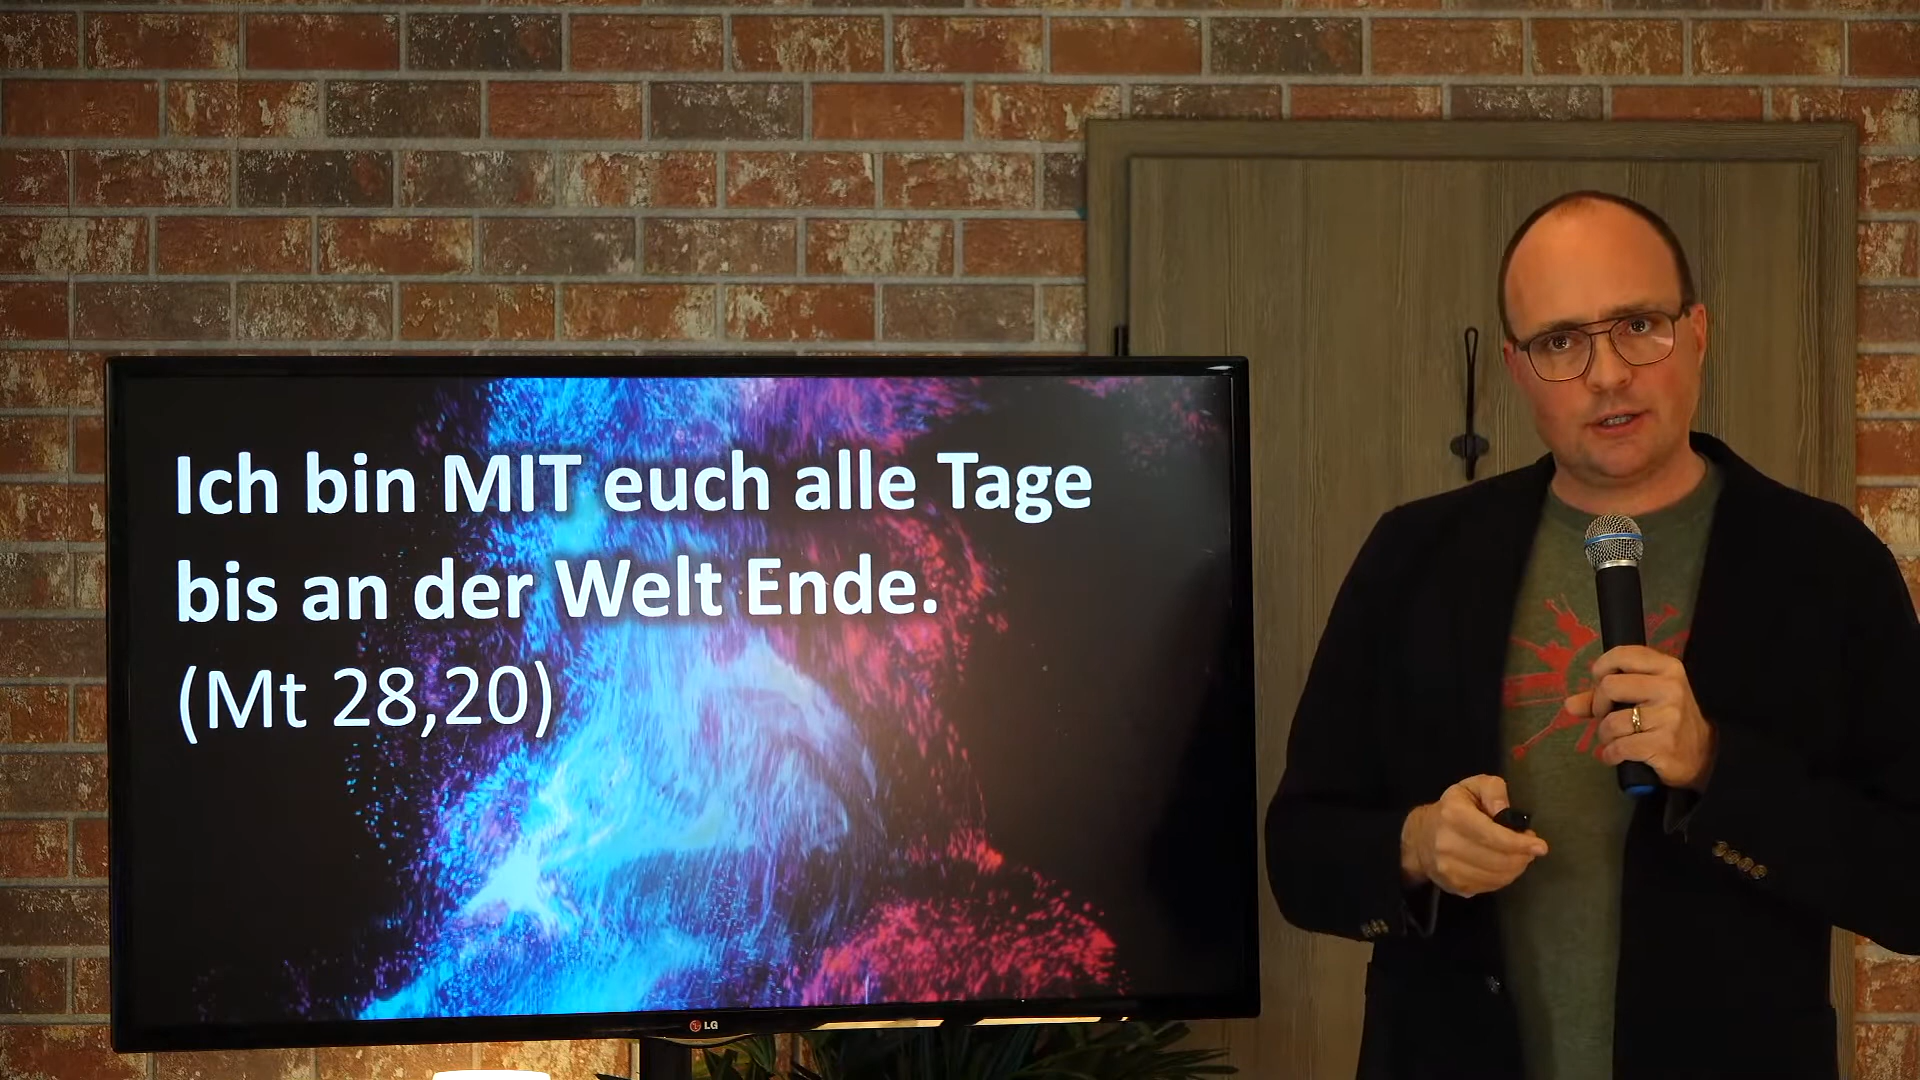 Ich bin MIT euch alle Tage
bis an der Welt Ende.
(Mt 28,20)
LG